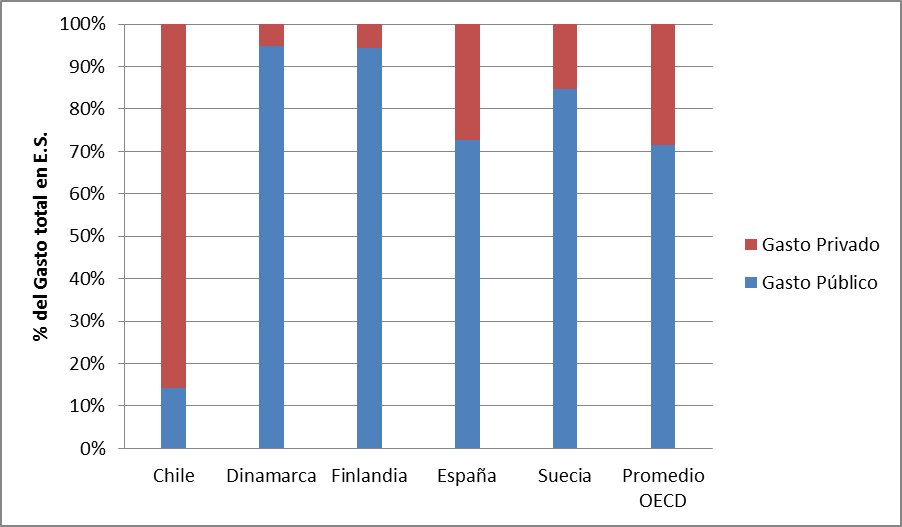 % del Gasto total en E.S.
100%
90%
80%
70%
60%
50%
40%
30%
20%
10%
0%
Chile
Dinamarca
Finlandia
España
Suecia
Promedio
OECD
Gasto Privado
Gasto Público